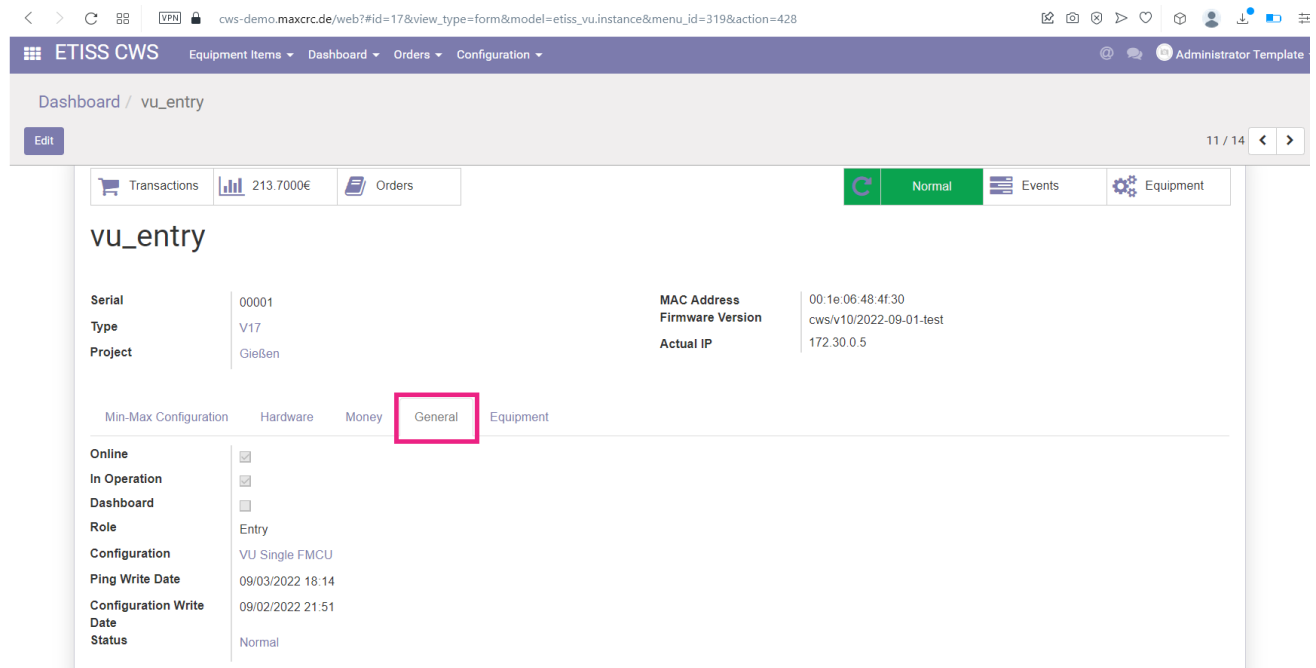 VPN cws-demo.maxcrc.de/web?#id=17&view_type=form&model=etiss_vu.instance&menu_id=319&action=428
ETISS CWS Equipment Items Dashboard Orders Configuration @ Administrator Template
Dashboard / vu_entry
Edit 11 / 14
Transactions 213.7000€ Orders Normal Events Equipment
vu_entry
Serial 00001 MAC Address 00:1e:06:48:4f:30
Type V17 Firmware Version cws/v10/2022-09-01-test
Project Gießen Actual IP 172.30.0.5
Min-Max Configuration Hardware Money General Equipment
Online
In Operation
Dashboard
Role Entry
Configuration VU Single FMCU
Ping Write Date 09/03/2022 18:14
Configuration Write 09/02/2022 21:51
Date
Status Normal